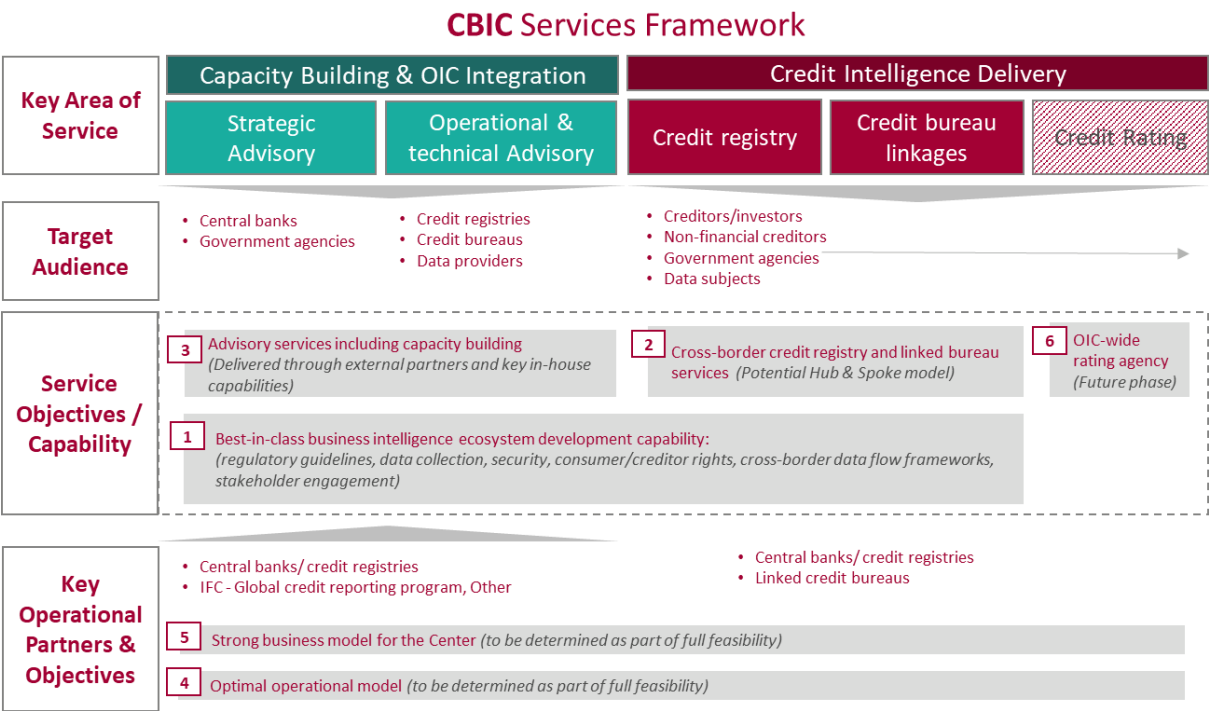 CBIC Services Framework
Key Area of
Service
Capacity Building & OIC Integration
Credit Intelligence Delivery
Strategic
Advisory
Operational &
technical Advisory
Credit registry
Credit bureau
linkages
Credit Rating
Target
Audience
• Central banks
• Government agencies
• Credit registries
• Credit bureaus
• Data providers
• Creditors/investors
• Non-financial creditors
• Government agencies
• Data subjects
Service
Objectives /
Capability
3
Advisory services including capacity building
(Delivered through external partners and key in-house
capabilities)
2
Cross-border credit registry and linked bureau
services (Potential Hub & Spoke model)
6
OIC-wide
rating agency
(Future phase)
1
Best-in-class business intelligence ecosystem development capability:
(regulatory guidelines, data collection, security, consumer/creditor rights, cross-border data flow frameworks,
stakeholder engagement)
Key
Operational
Partners &
Objectives
• Central banks/ credit registries
• IFC - Global credit reporting program, Other
• Central banks/ credit registries
• Linked credit bureaus
5
Strong business model for the Center (to be determined as part of full feasibility)
4
Optimal operational model (to be determined as part of full feasibility)